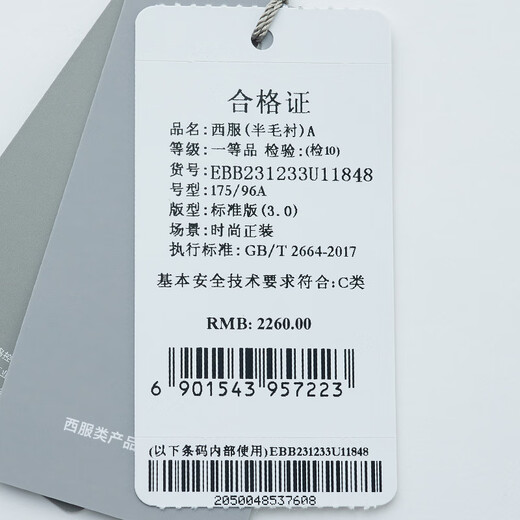 合格证
品名: 西服(半毛衬)A
等级: 一等品 检验: (检10)
货号: EBB231233U11848
号型: 175/96A
版型: 标准版(3.0)
场景: 时尚正装
执行标准: GB/T 2664-2017
基本安全技术要求符合: C类
RMB: 2260.00
6 901543 957223
(以下条码内部使用)EBB231233U11848
2050048537608
西服类产品